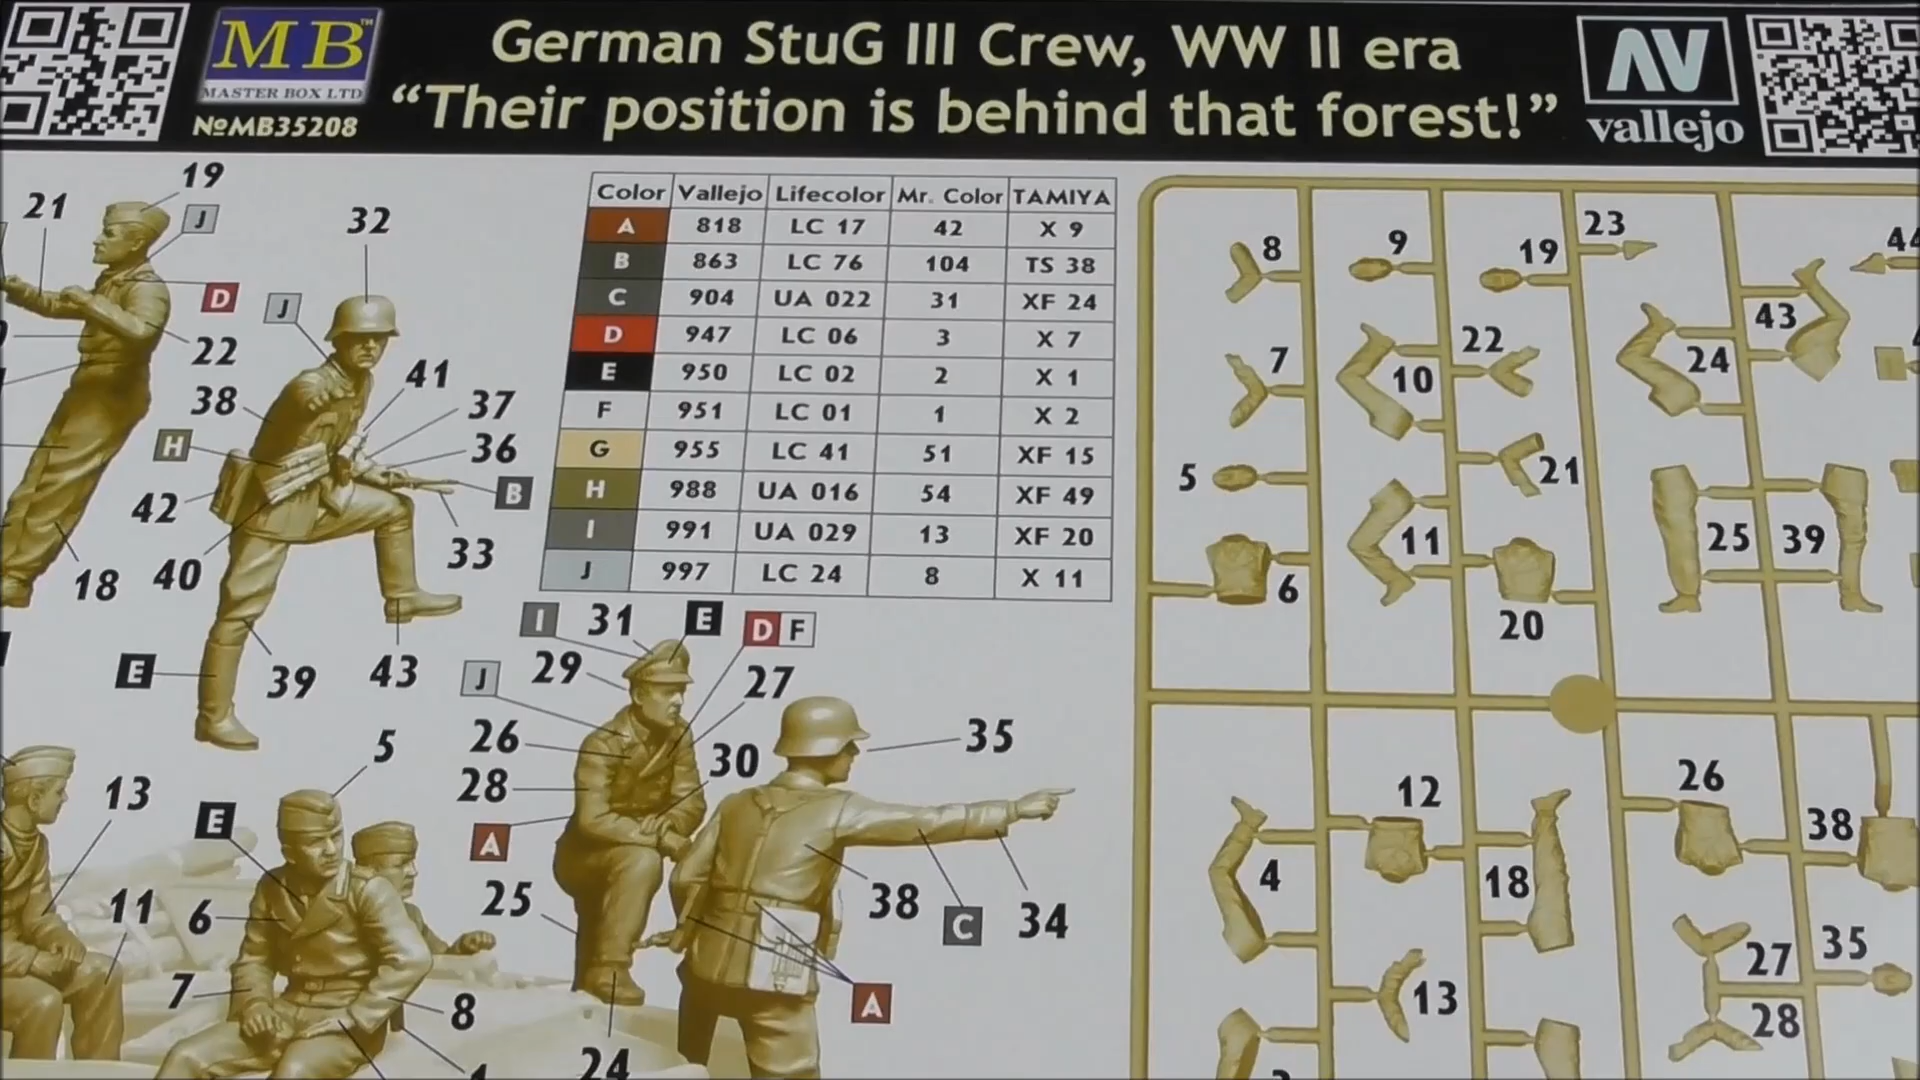 MB™
MASTER BOX LTD
№MB35208
German StuG III Crew, WW II era
“Their position is behind that forest!”
AV
vallejo
Color Vallejo Lifecolor Mr. Color TAMIYA
A 818 LC 17 42 X 9
B 863 LC 76 104 TS 38
C 904 UA 022 31 XF 24
D 947 LC 06 3 X 7
E 950 LC 02 2 X 1
F 951 LC 01 1 X 2
G 955 LC 41 51 XF 15
H 988 UA 016 54 XF 49
I 991 UA 029 13 XF 20
J 997 LC 24 8 X 11
19
21
J
32
D
J
22
41
38
37
H
36
42
B
33
18
40
E
39
43
I
31
E
D F
J
29
27
26
35
28
30
A
25
38
C
34
A
24
5
13
E
11
6
7
8
8
9
19
23
44
43
7
10
22
24
5
21
11
25
39
6
20
26
12
38
4
18
27
35
13
28